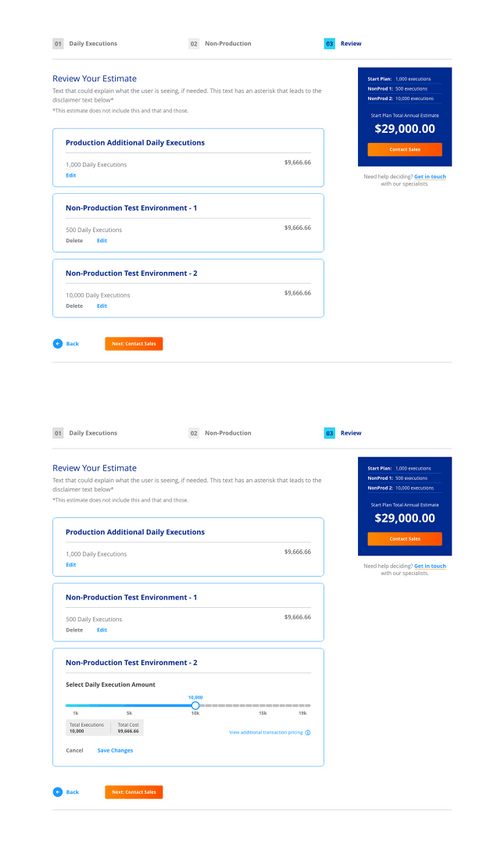 01 Daily Executions 02 Non-Production 03 Review
Review Your Estimate
Text that could explain what the user is seeing, if needed. This text has an asterisk that leads to the
disclaimer text below*
*This estimate does not include this and that and those.
Production Additional Daily Executions
1,000 Daily Executions $9,666.66
Edit
Non-Production Test Environment - 1
500 Daily Executions $9,666.66
Delete Edit
Non-Production Test Environment - 2
10,000 Daily Executions $9,666.66
Delete Edit
Back Next: Contact Sales
Start Plan: 1,000 executions
NonProd 1: 500 executions
NonProd 2: 10,000 executions
Start Plan Total Annual Estimate
$29,000.00
Contact Sales
Need help deciding? Get in touch
with our specialists.
01 Daily Executions 02 Non-Production 03 Review
Review Your Estimate
Text that could explain what the user is seeing, if needed. This text has an asterisk that leads to the
disclaimer text below*
*This estimate does not include this and that and those.
Production Additional Daily Executions
1,000 Daily Executions $9,666.66
Edit
Non-Production Test Environment - 1
500 Daily Executions $9,666.66
Delete Edit
Non-Production Test Environment - 2
Select Daily Execution Amount
10,000
1k 5k 10k 15k 19k
Total Executions Total Cost
10,000 $9,666.66
View additional transaction pricing
Cancel Save Changes
Back Next: Contact Sales
Start Plan: 1,000 executions
NonProd 1: 500 executions
NonProd 2: 10,000 executions
Start Plan Total Annual Estimate
$29,000.00
Contact Sales
Need help deciding? Get in touch
with our specialists.